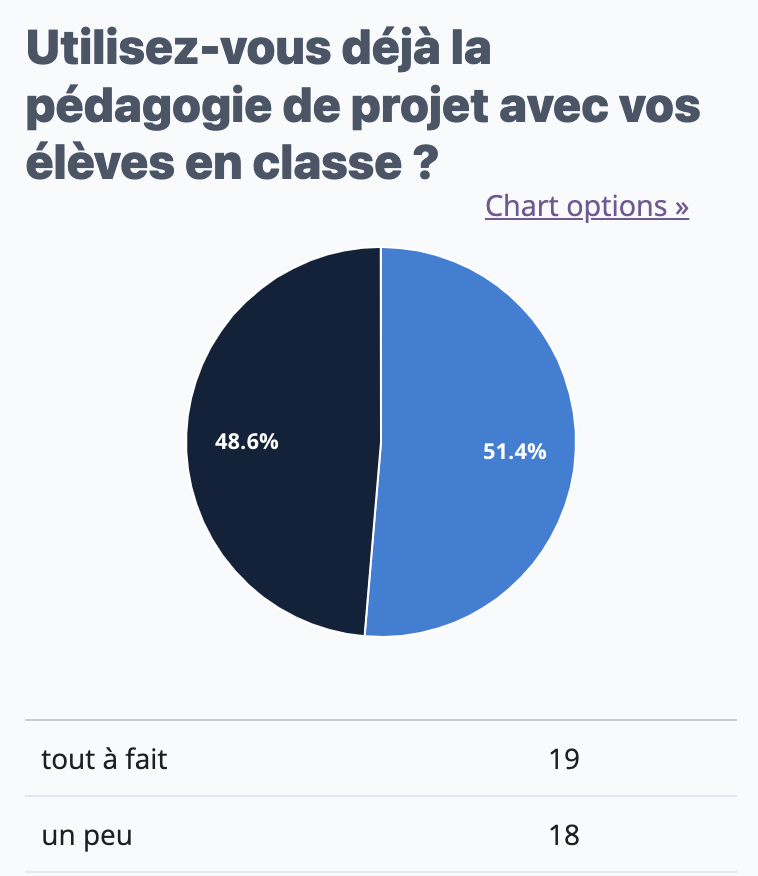 Utilisez-vous déjà la
pédagogie de projet avec vos
élèves en classe ?
Chart options »
48.6%
51.4%
tout à fait 19
un peu 18